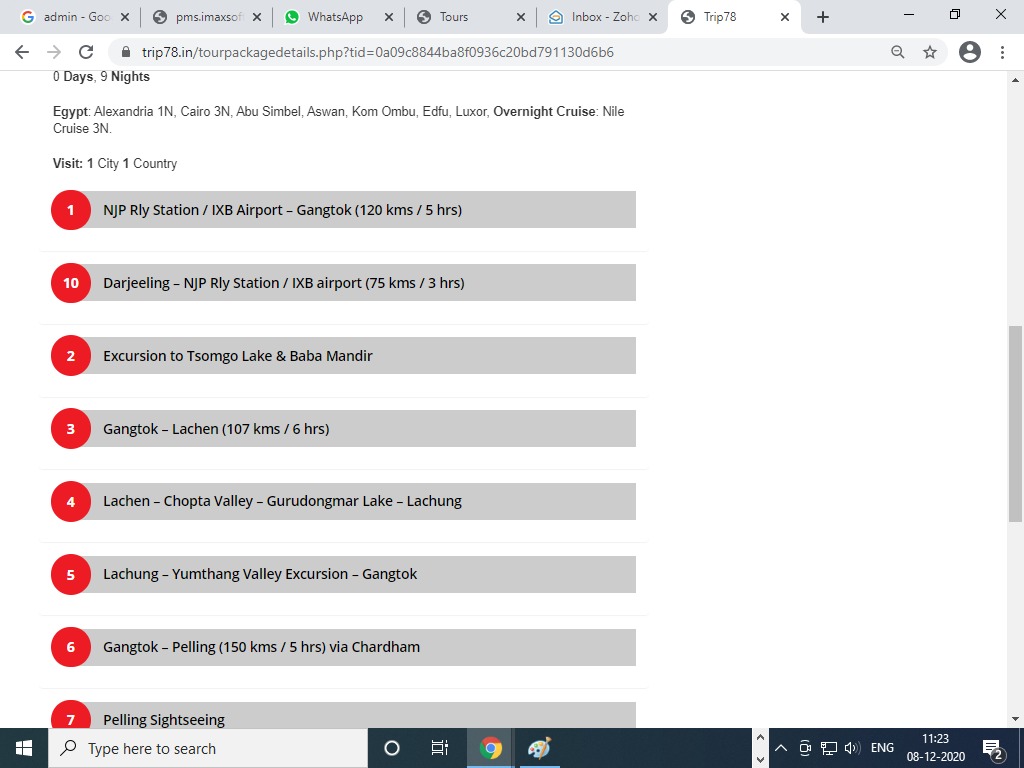 admin - Goo
pms.imaxsof
WhatsApp
Tours
Inbox - Zoho
Trip78
trip78.in/tourpackagedetails.php?tid=0a09c8844ba8f0936c20bd791130d6b6
0 Days, 9 Nights
Egypt: Alexandria 1N, Cairo 3N, Abu Simbel, Aswan, Kom Ombu, Edfu, Luxor, Overnight Cruise: Nile
Cruise 3N.
Visit: 1 City 1 Country
1 NJP Rly Station / IXB Airport – Gangtok (120 kms / 5 hrs)
10 Darjeeling – NJP Rly Station / IXB airport (75 kms / 3 hrs)
2 Excursion to Tsomgo Lake & Baba Mandir
3 Gangtok – Lachen (107 kms / 6 hrs)
4 Lachen – Chopta Valley – Gurudongmar Lake – Lachung
5 Lachung – Yumthang Valley Excursion – Gangtok
6 Gangtok – Pelling (150 kms / 5 hrs) via Chardham
7 Pelling Sightseeing
Type here to search
ENG
11:23
08-12-2020
2